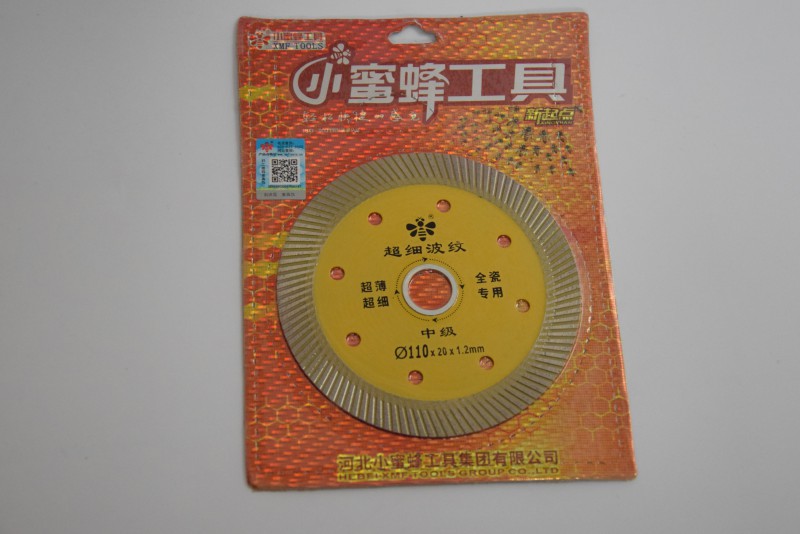 小蜜蜂工具
XMF TOOLS
小蜜蜂工具
新起点
®
超细波纹
超薄
超细
全瓷
专用
中级
Ø110x20x1.2mm
河北小蜜蜂工具集团有限公司
HEBEI XMF TOOLS GROUP CO.,LTD